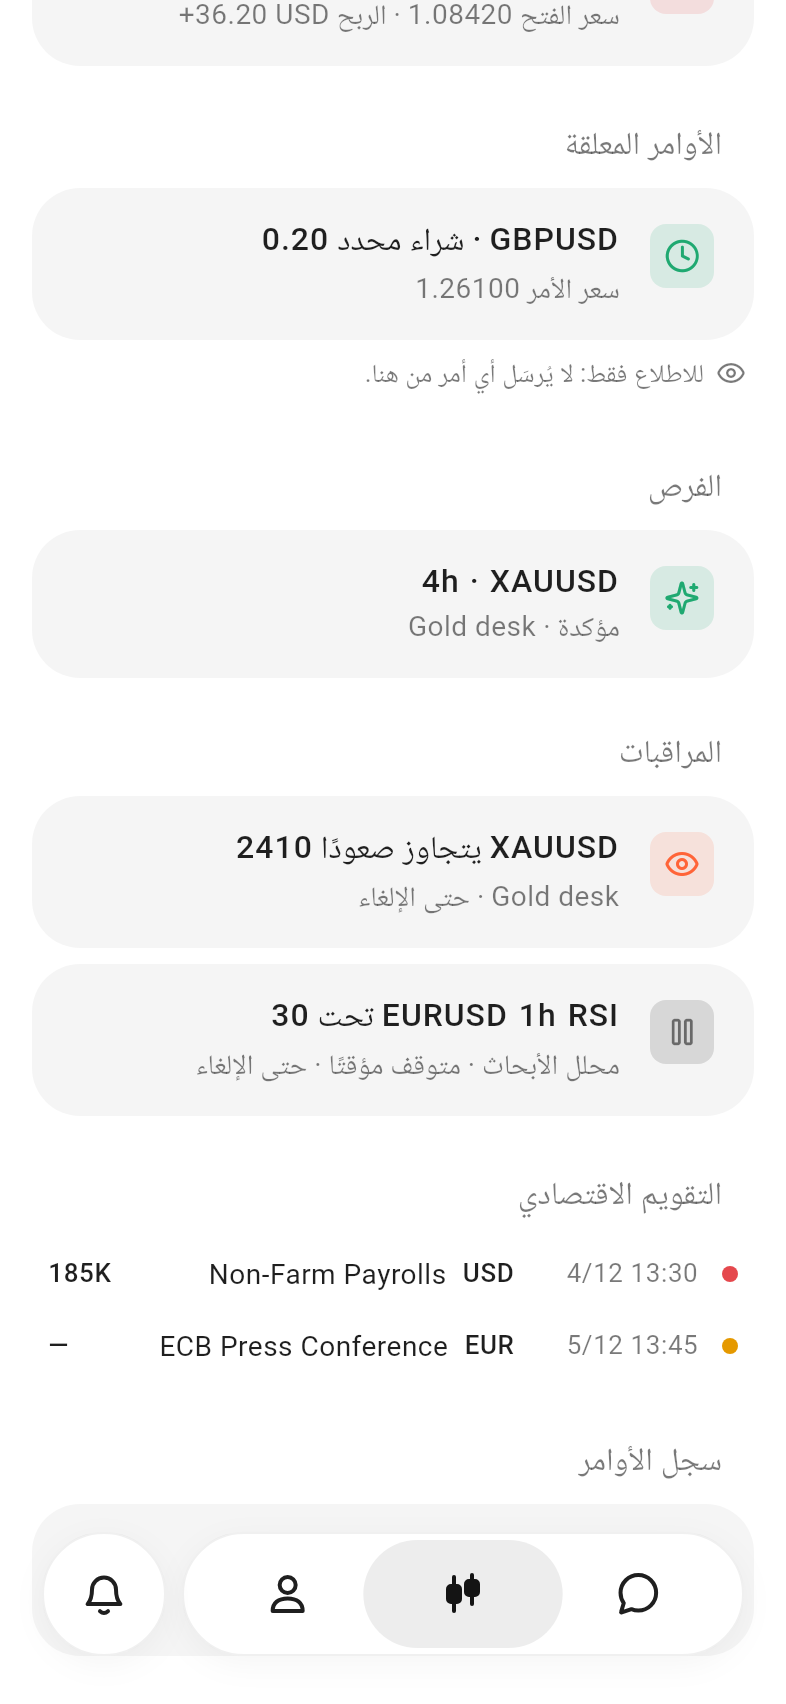 سعر الفتح 1.08420 · الربح +36.20 USD
الأوامر المعلقة
GBPUSD · شراء محدد 0.20
سعر الأمر 1.26100
للاطلاع فقط: لا يُرسَل أي أمر من هنا.
الفرص
XAUUSD · 4h
مؤكدة · Gold desk
المراقبات
XAUUSD يتجاوز صعودًا 2410
Gold desk · حتى الإلغاء
EURUSD 1h RSI تحت 30
محلل الأبحاث · متوقف مؤقتًا · حتى الإلغاء
التقويم الاقتصادي
4/12 13:30 USD Non-Farm Payrolls 185K
5/12 13:45 EUR ECB Press Conference –
سجل الأوامر